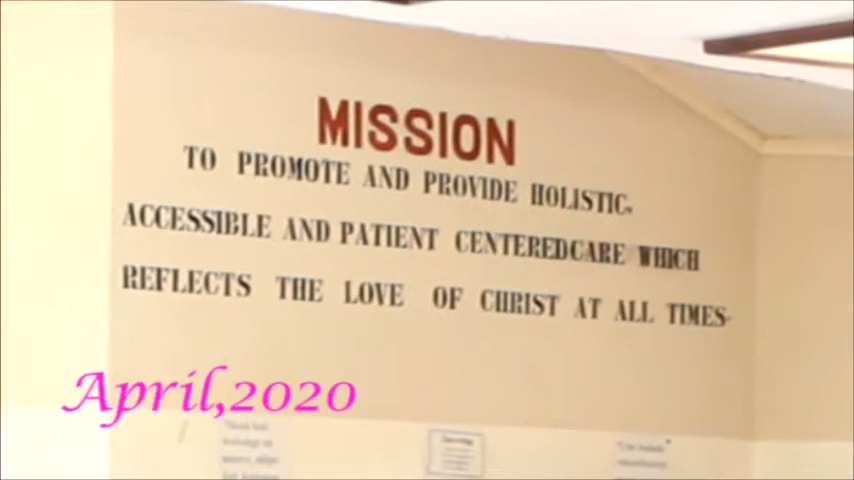 MISSION
TO PROMOTE AND PROVIDE HOLISTIC,
ACCESSIBLE AND PATIENT CENTEREDCARE WHICH
REFLECTS THE LOVE OF CHRIST AT ALL TIMES.
April,2020